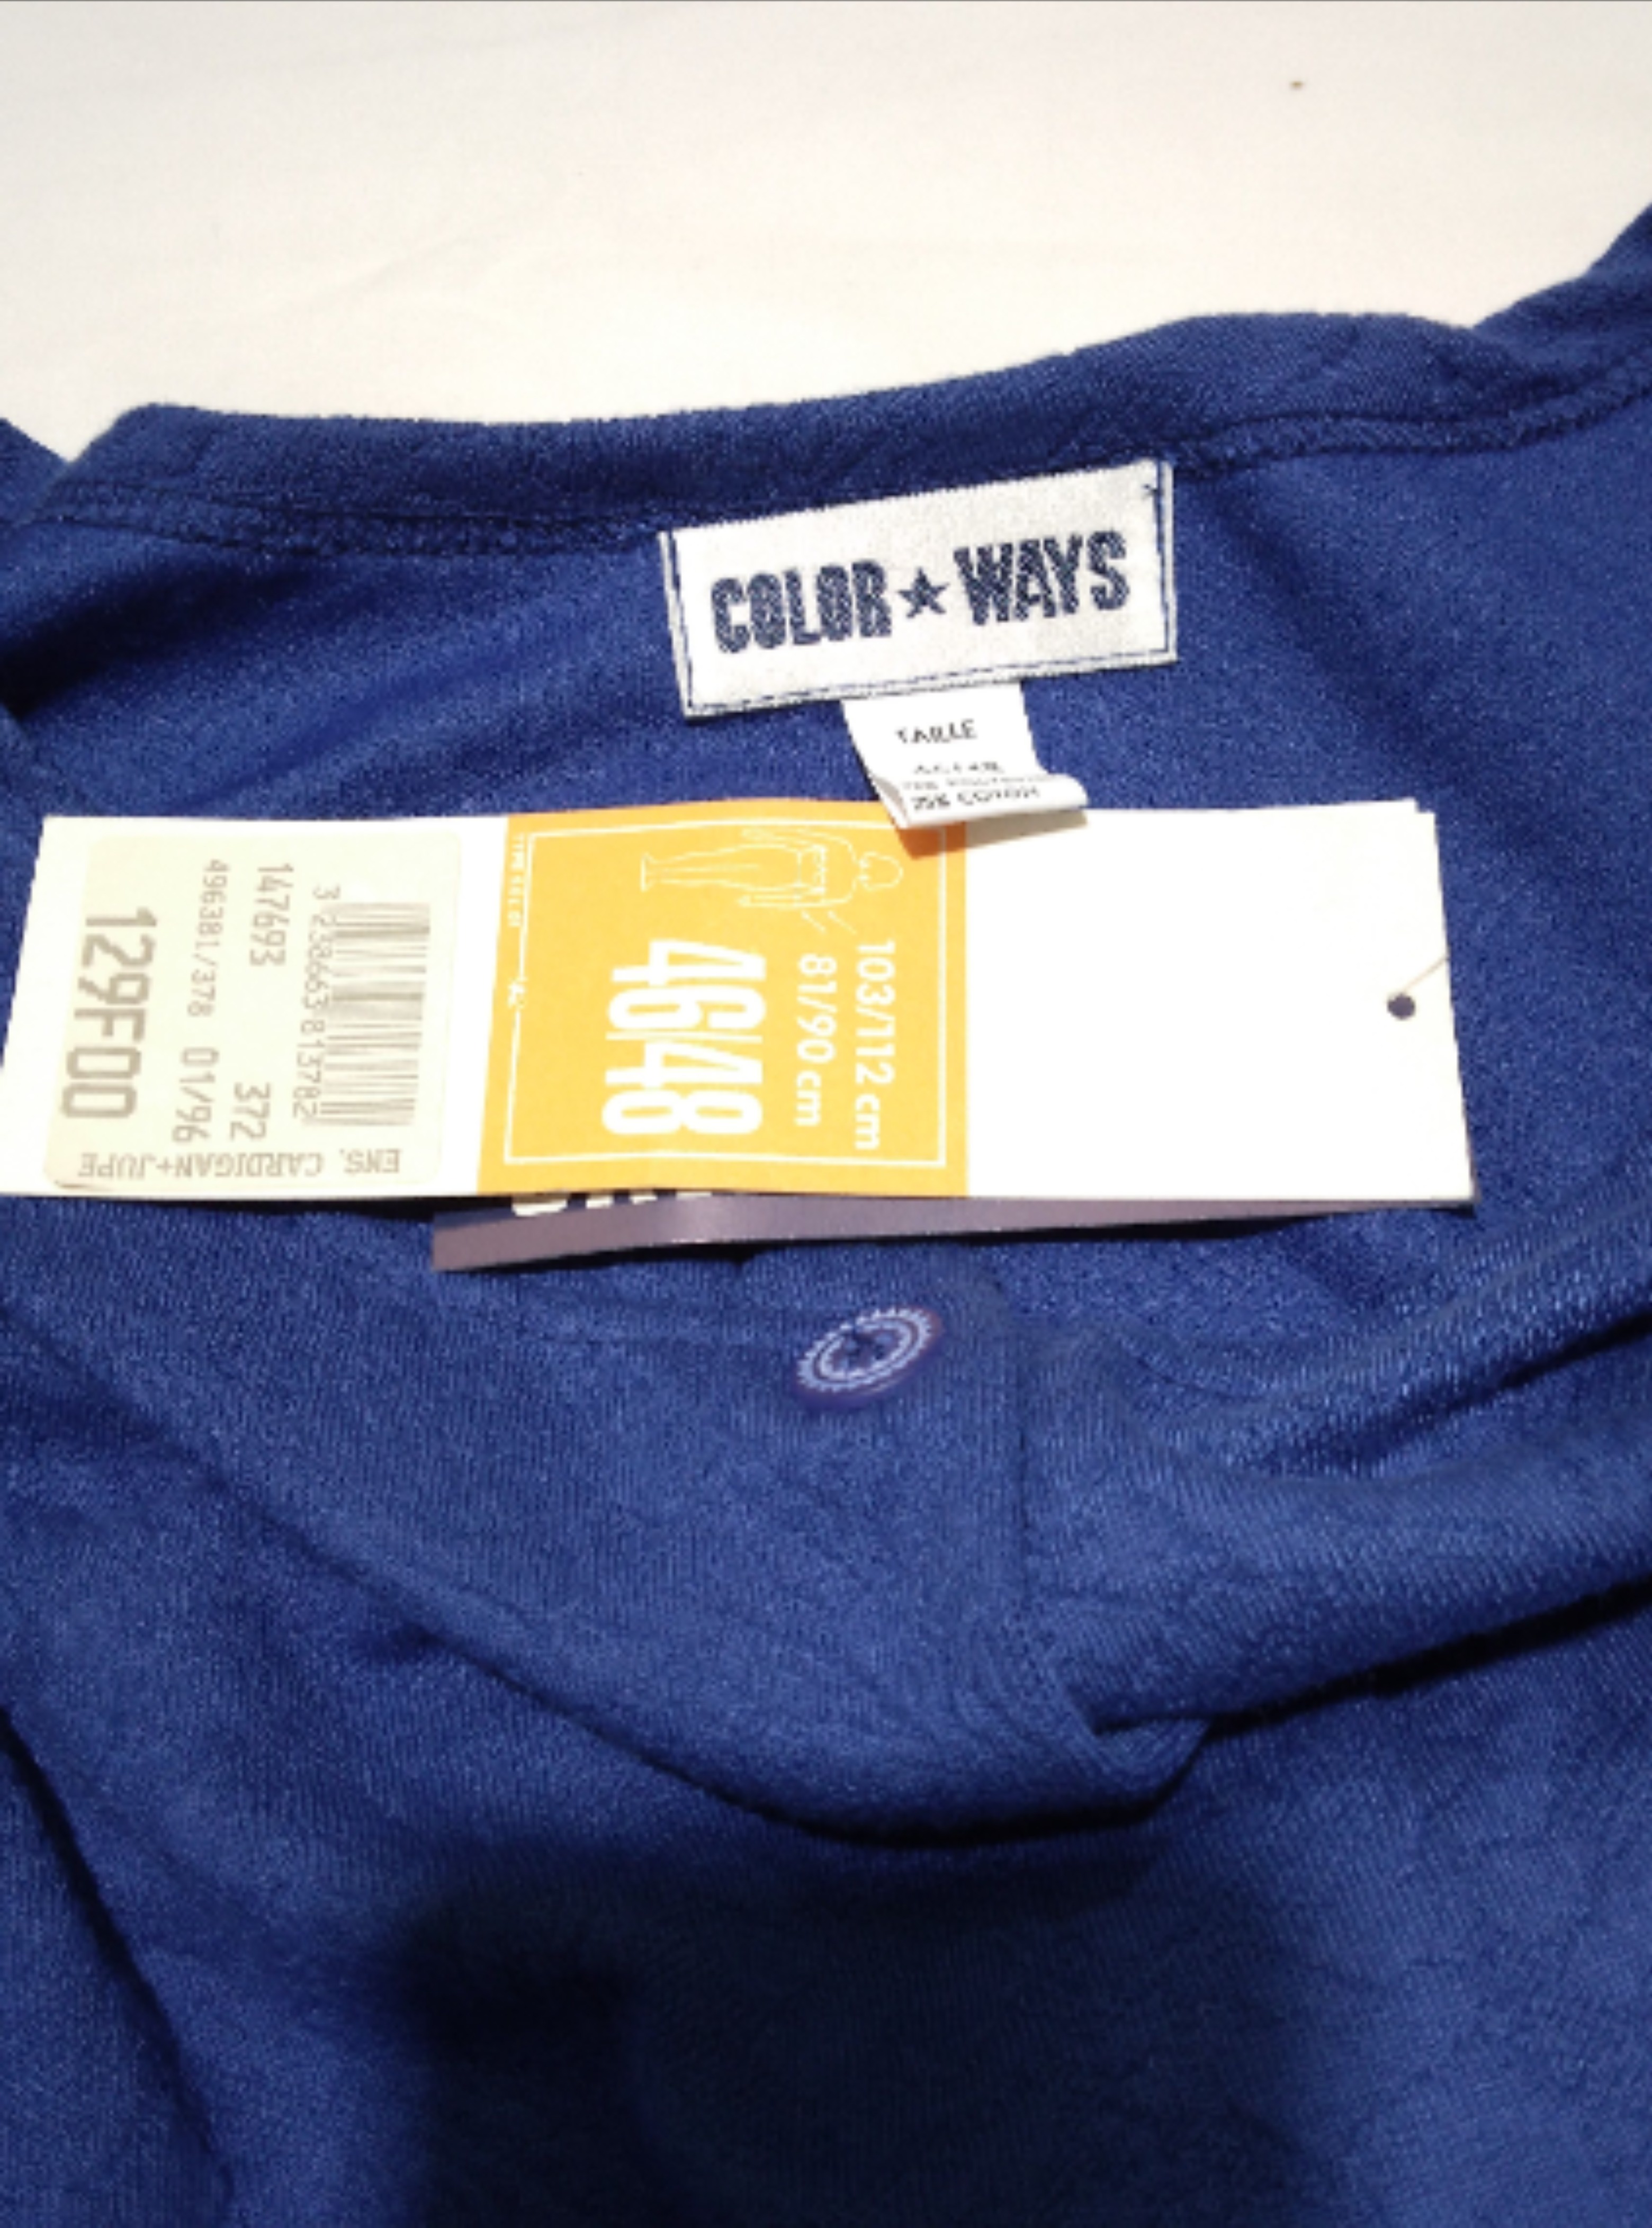 COLOR★WAYS
TAILLE
COTON
103/112 cm
81/90 cm
46/48
ENS. CARDIGAN+JUPE
3 238663 813782
147693 372
496381/378 01/96
129F00